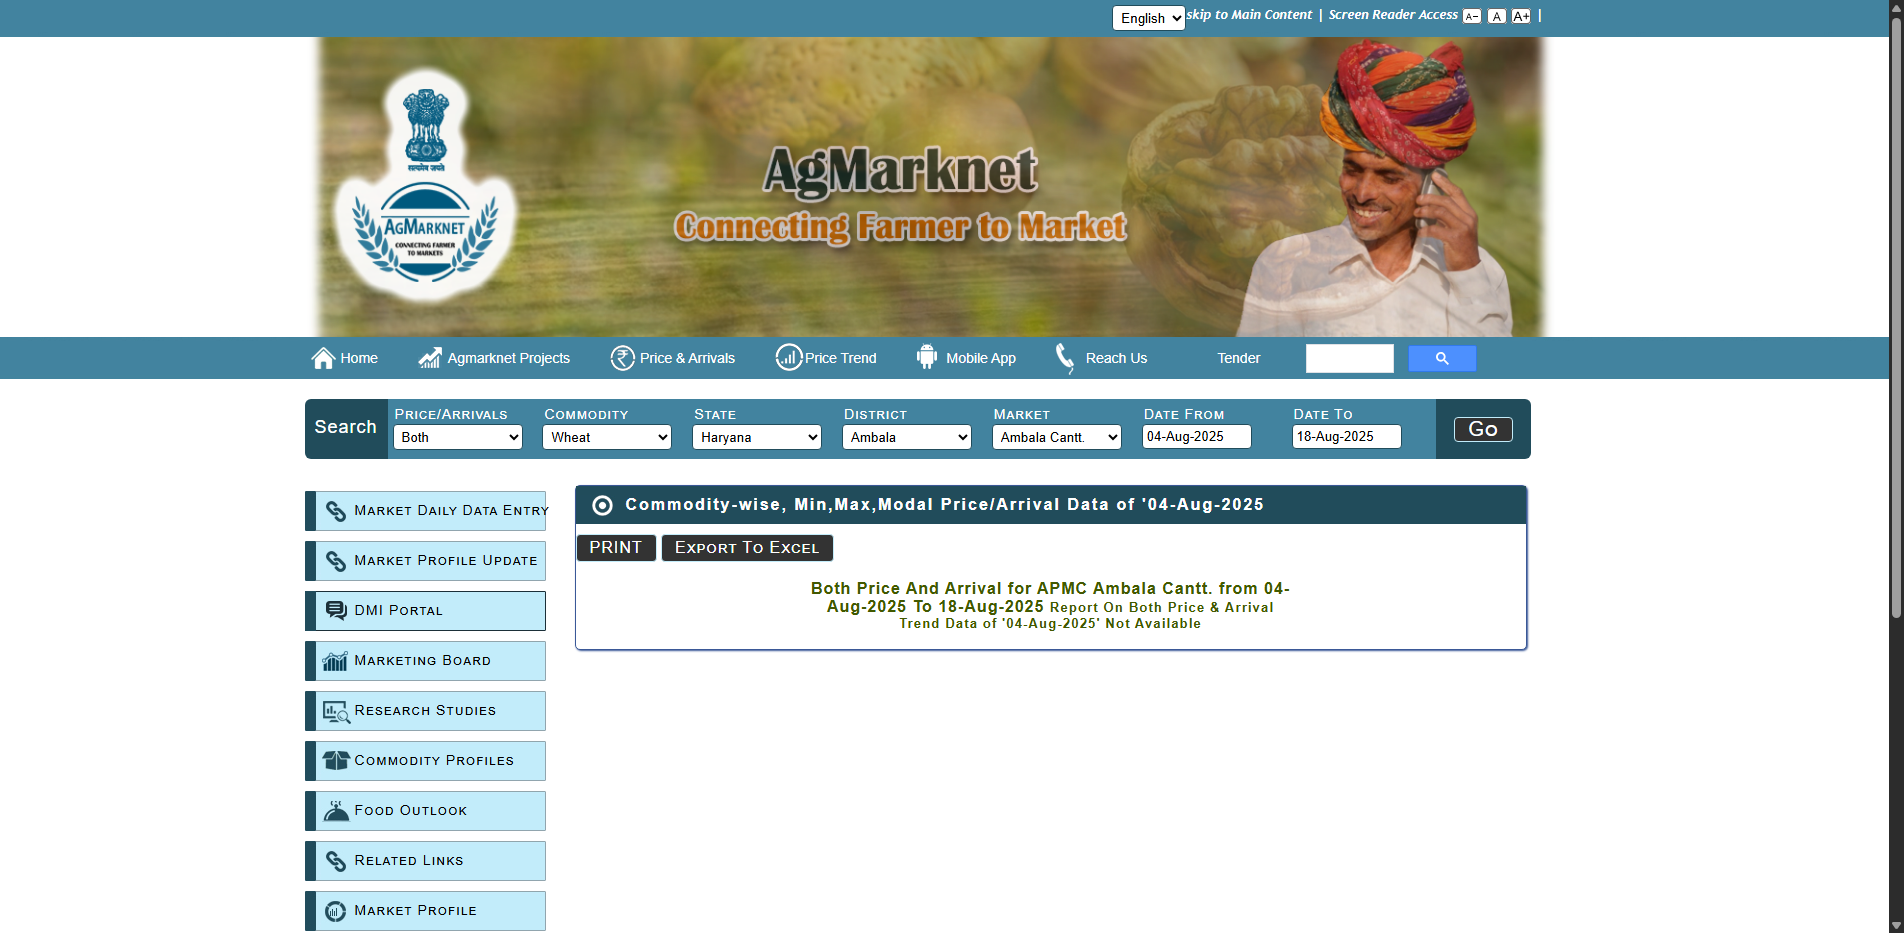 English
skip to Main Content | Screen Reader Access A- A A+ |
सत्यमेव जयते
AGMARKNET
CONNECTING FARMER
TO MARKETS
AgMarknet
Connecting Farmer to Market
Home Agmarknet Projects Price & Arrivals Price Trend Mobile App Reach Us Tender
Search
Price/Arrivals Commodity State District Market Date From Date To
Both Wheat Haryana Ambala Ambala Cantt. 04-Aug-2025 18-Aug-2025
Go
Market Daily Data Entry
Market Profile Update
DMI Portal
Marketing Board
Research Studies
Commodity Profiles
Food Outlook
Related Links
Market Profile
Commodity-wise, Min,Max,Modal Price/Arrival Data of '04-Aug-2025
PRINT Export To Excel
Both Price And Arrival for APMC Ambala Cantt. from 04-
Aug-2025 To 18-Aug-2025 Report On Both Price & Arrival
Trend Data of '04-Aug-2025' Not Available